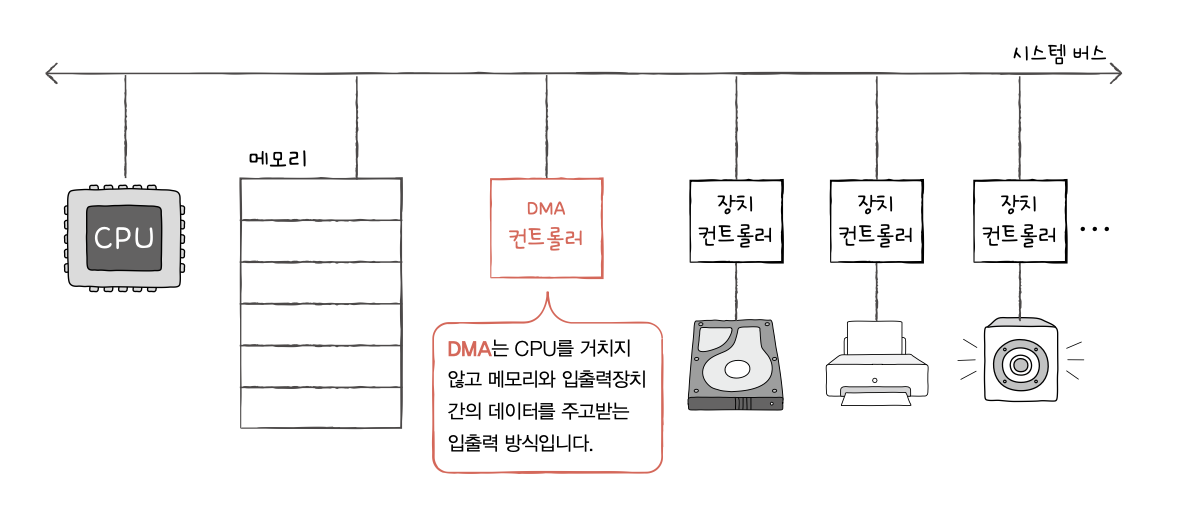 시스템 버스
메모리
CPU
DMA
컨트롤러
장치
컨트롤러
장치
컨트롤러
장치
컨트롤러
...
DMA는 CPU를 거치지
않고 메모리와 입출력장치
간의 데이터를 주고받는
입출력 방식입니다.